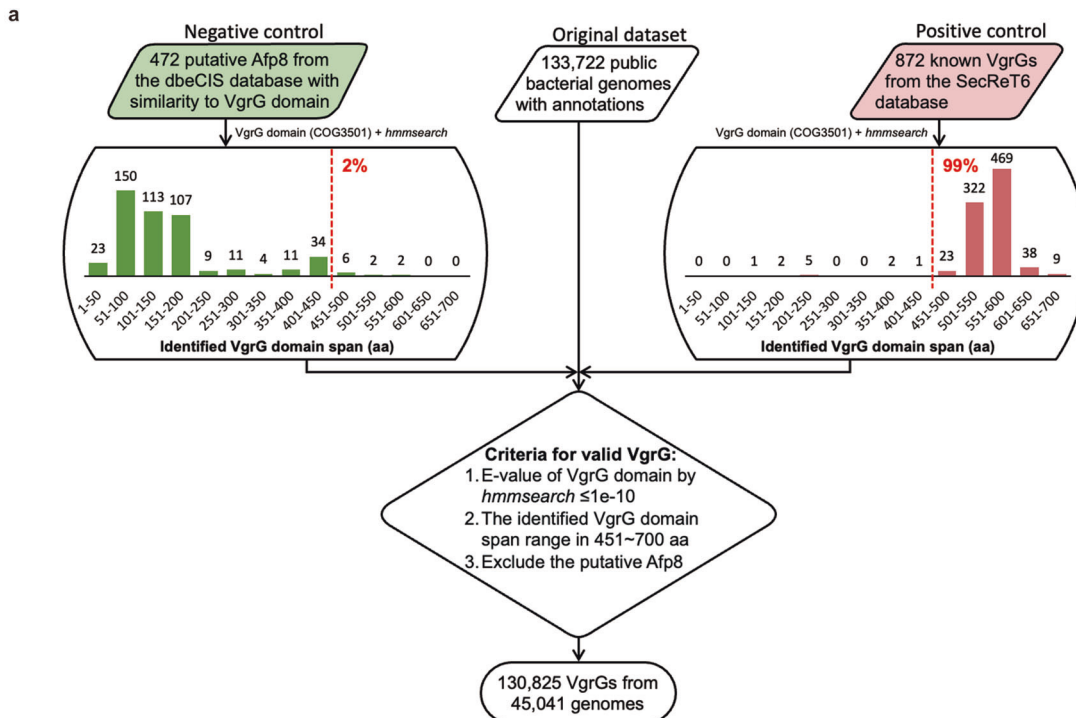 a
Negative control
472 putative Afp8 from
the dbeCIS database with
similarity to VgrG domain
VgrG domain (COG3501) + hmmsearch
2%
23
150
113
107
9
11
4
11
34
6
2
2
0
0
1-50
51-100
101-150
151-200
201-250
251-300
301-350
351-400
401-450
451-500
501-550
551-600
601-650
651-700
Identified VgrG domain span (aa)
Original dataset
133,722 public
bacterial genomes
with annotations
Positive control
872 known VgrGs
from the SecReT6
database
VgrG domain (COG3501) + hmmsearch
99%
0
0
1
2
5
0
0
2
1
23
322
469
38
9
1-50
51-100
101-150
151-200
201-250
251-300
301-350
351-400
401-450
451-500
501-550
551-600
601-650
651-700
Identified VgrG domain span (aa)
Criteria for valid VgrG:
1. E-value of VgrG domain by
hmmsearch ≤1e-10
2. The identified VgrG domain
span range in 451~700 aa
3. Exclude the putative Afp8
130,825 VgrGs from
45,041 genomes